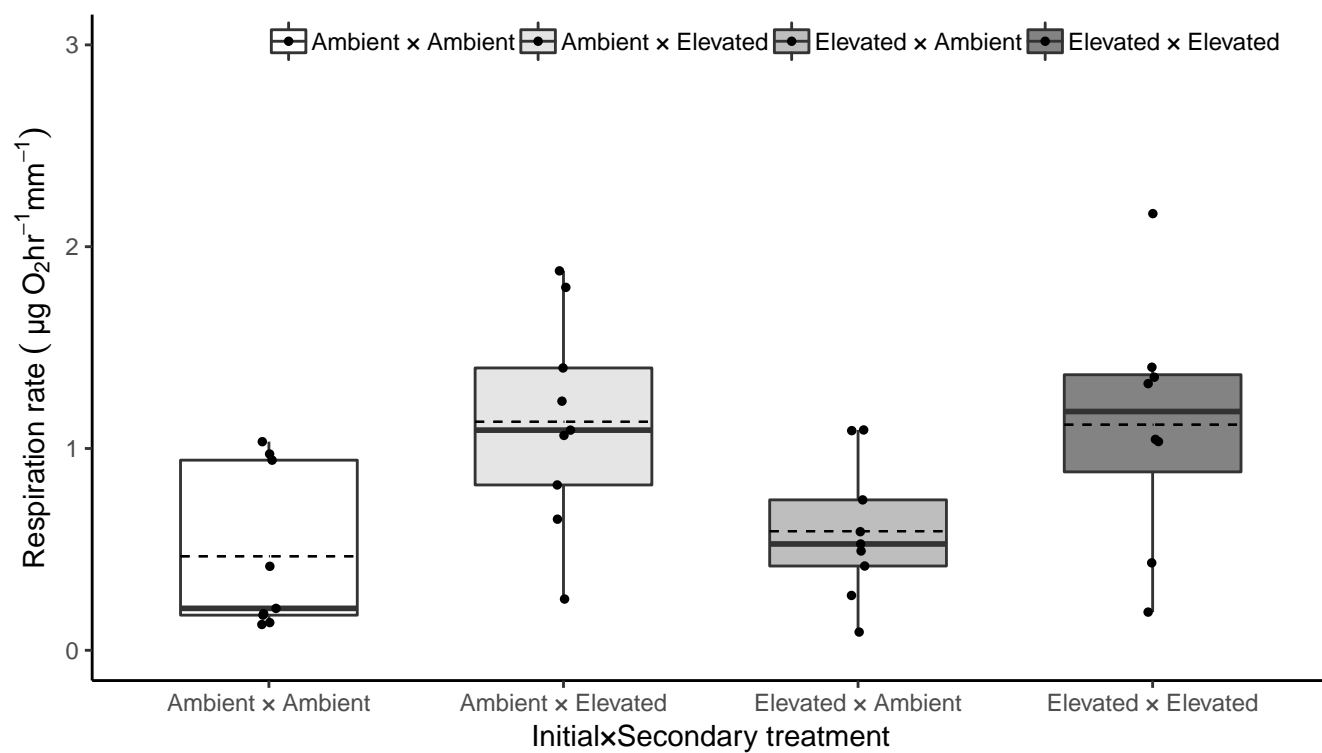 Ambient × Ambient Ambient × Elevated Elevated × Ambient Elevated × Elevated
3
2
1
0
Respiration rate ( µg O₂hr⁻¹mm⁻¹)
Ambient × Ambient Ambient × Elevated Elevated × Ambient Elevated × Elevated
Initial×Secondary treatment